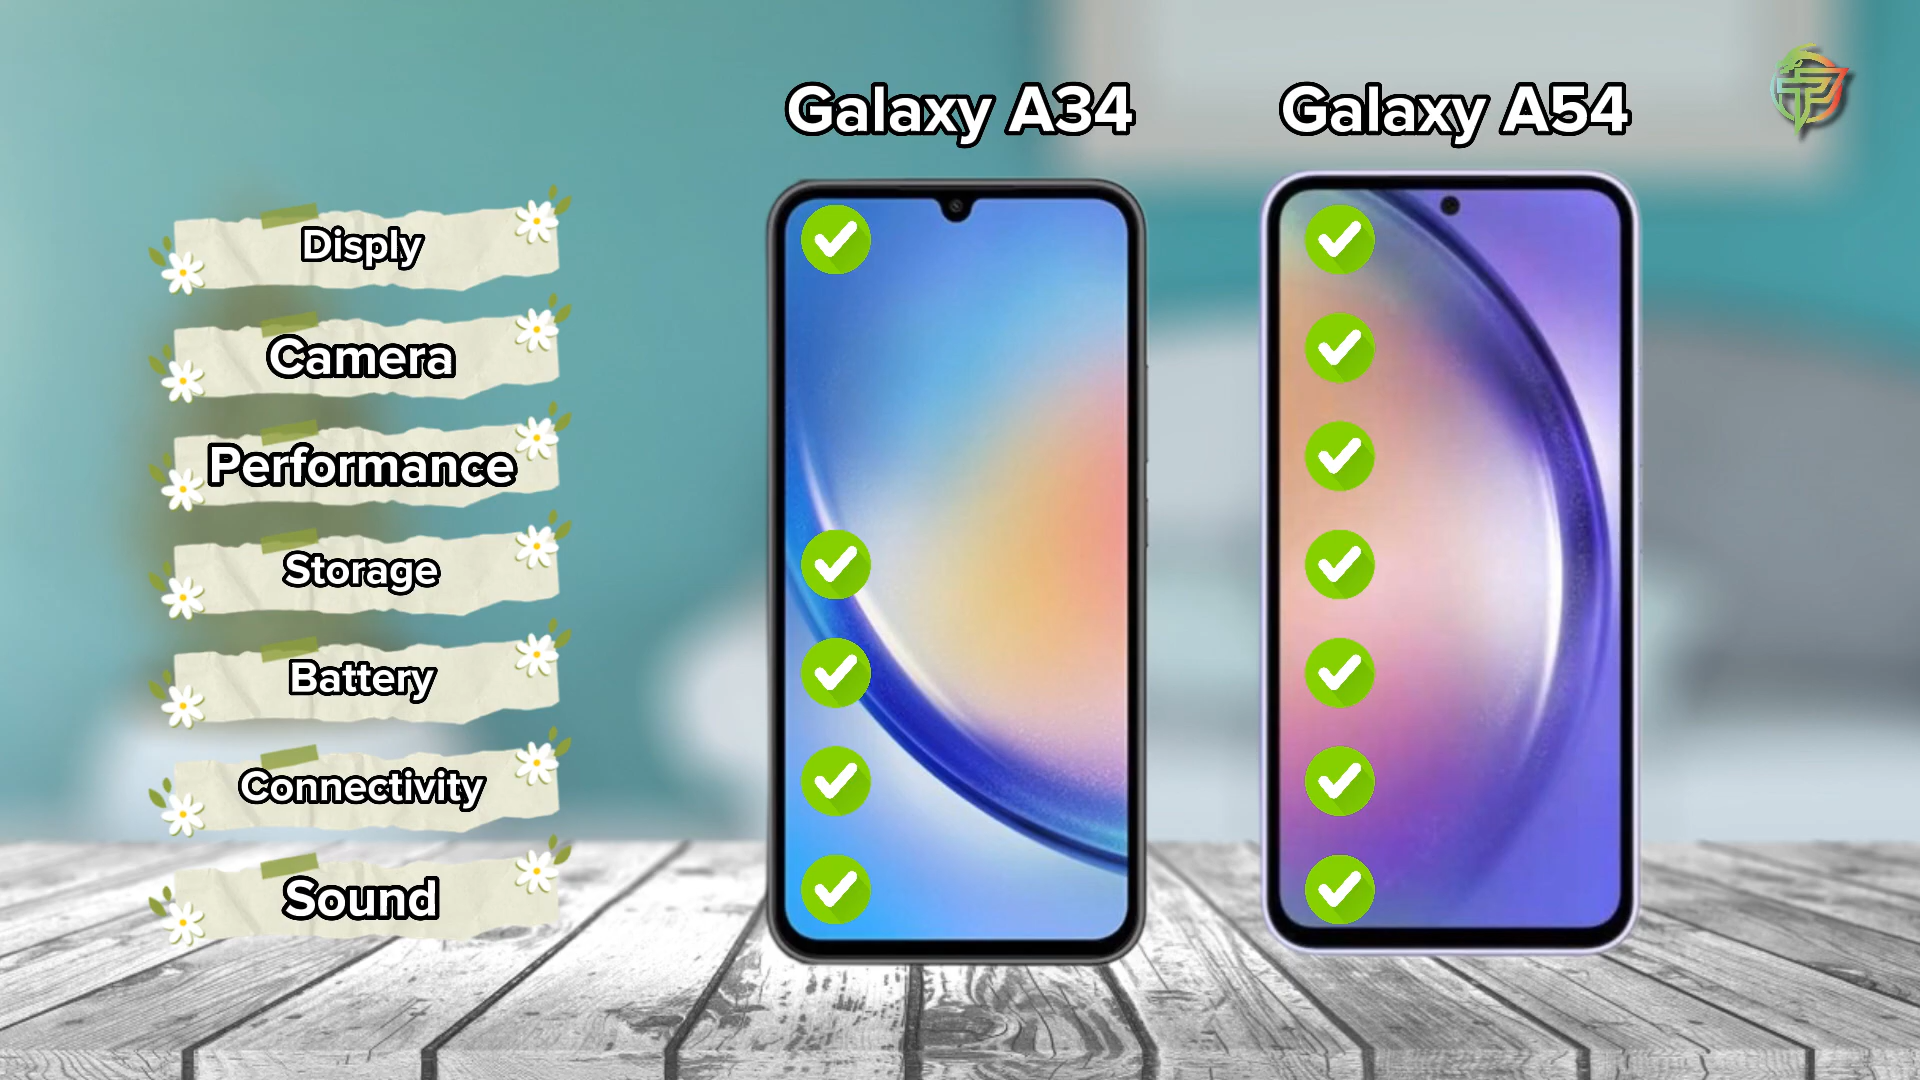 Galaxy A34
Galaxy A54
Disply
Camera
Performance
Storage
Battery
Connectivity
Sound